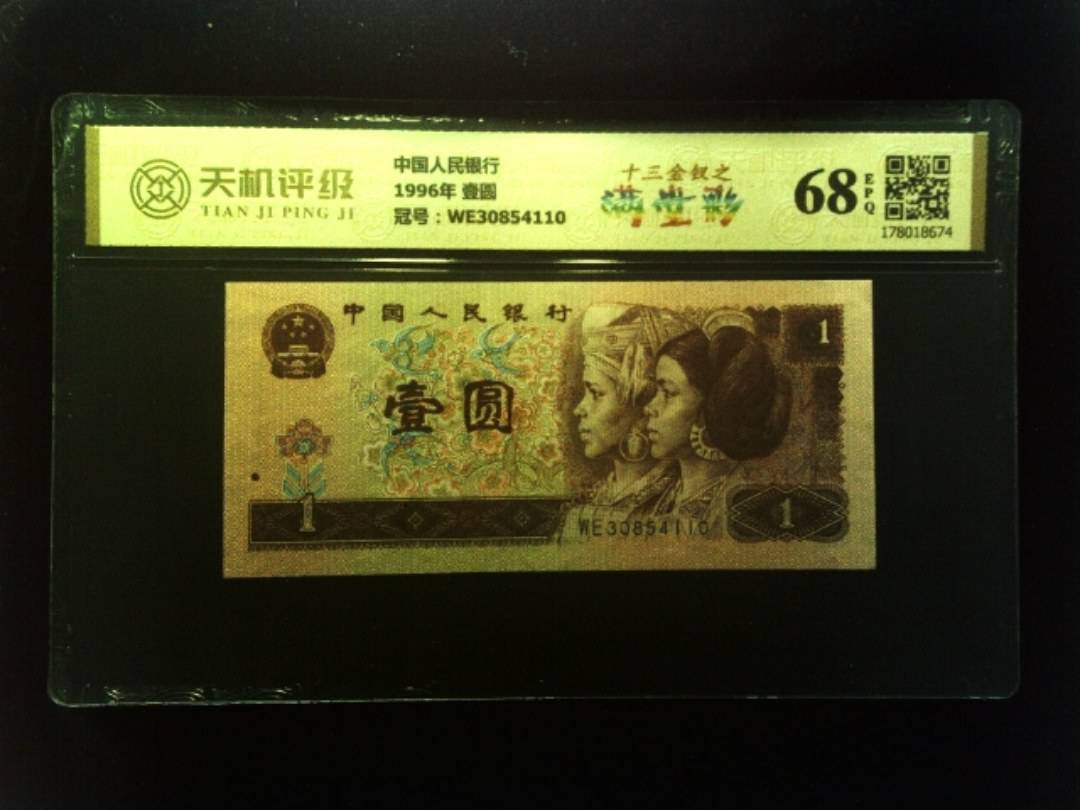 天机评级
TIAN JI PING JI
中国人民银行
1996年 壹圆
冠号：WE30854110
十三金钗之
满堂彩
68
EPQ
178018674
中国人民银行
1
壹圆
1
WE30854110
1